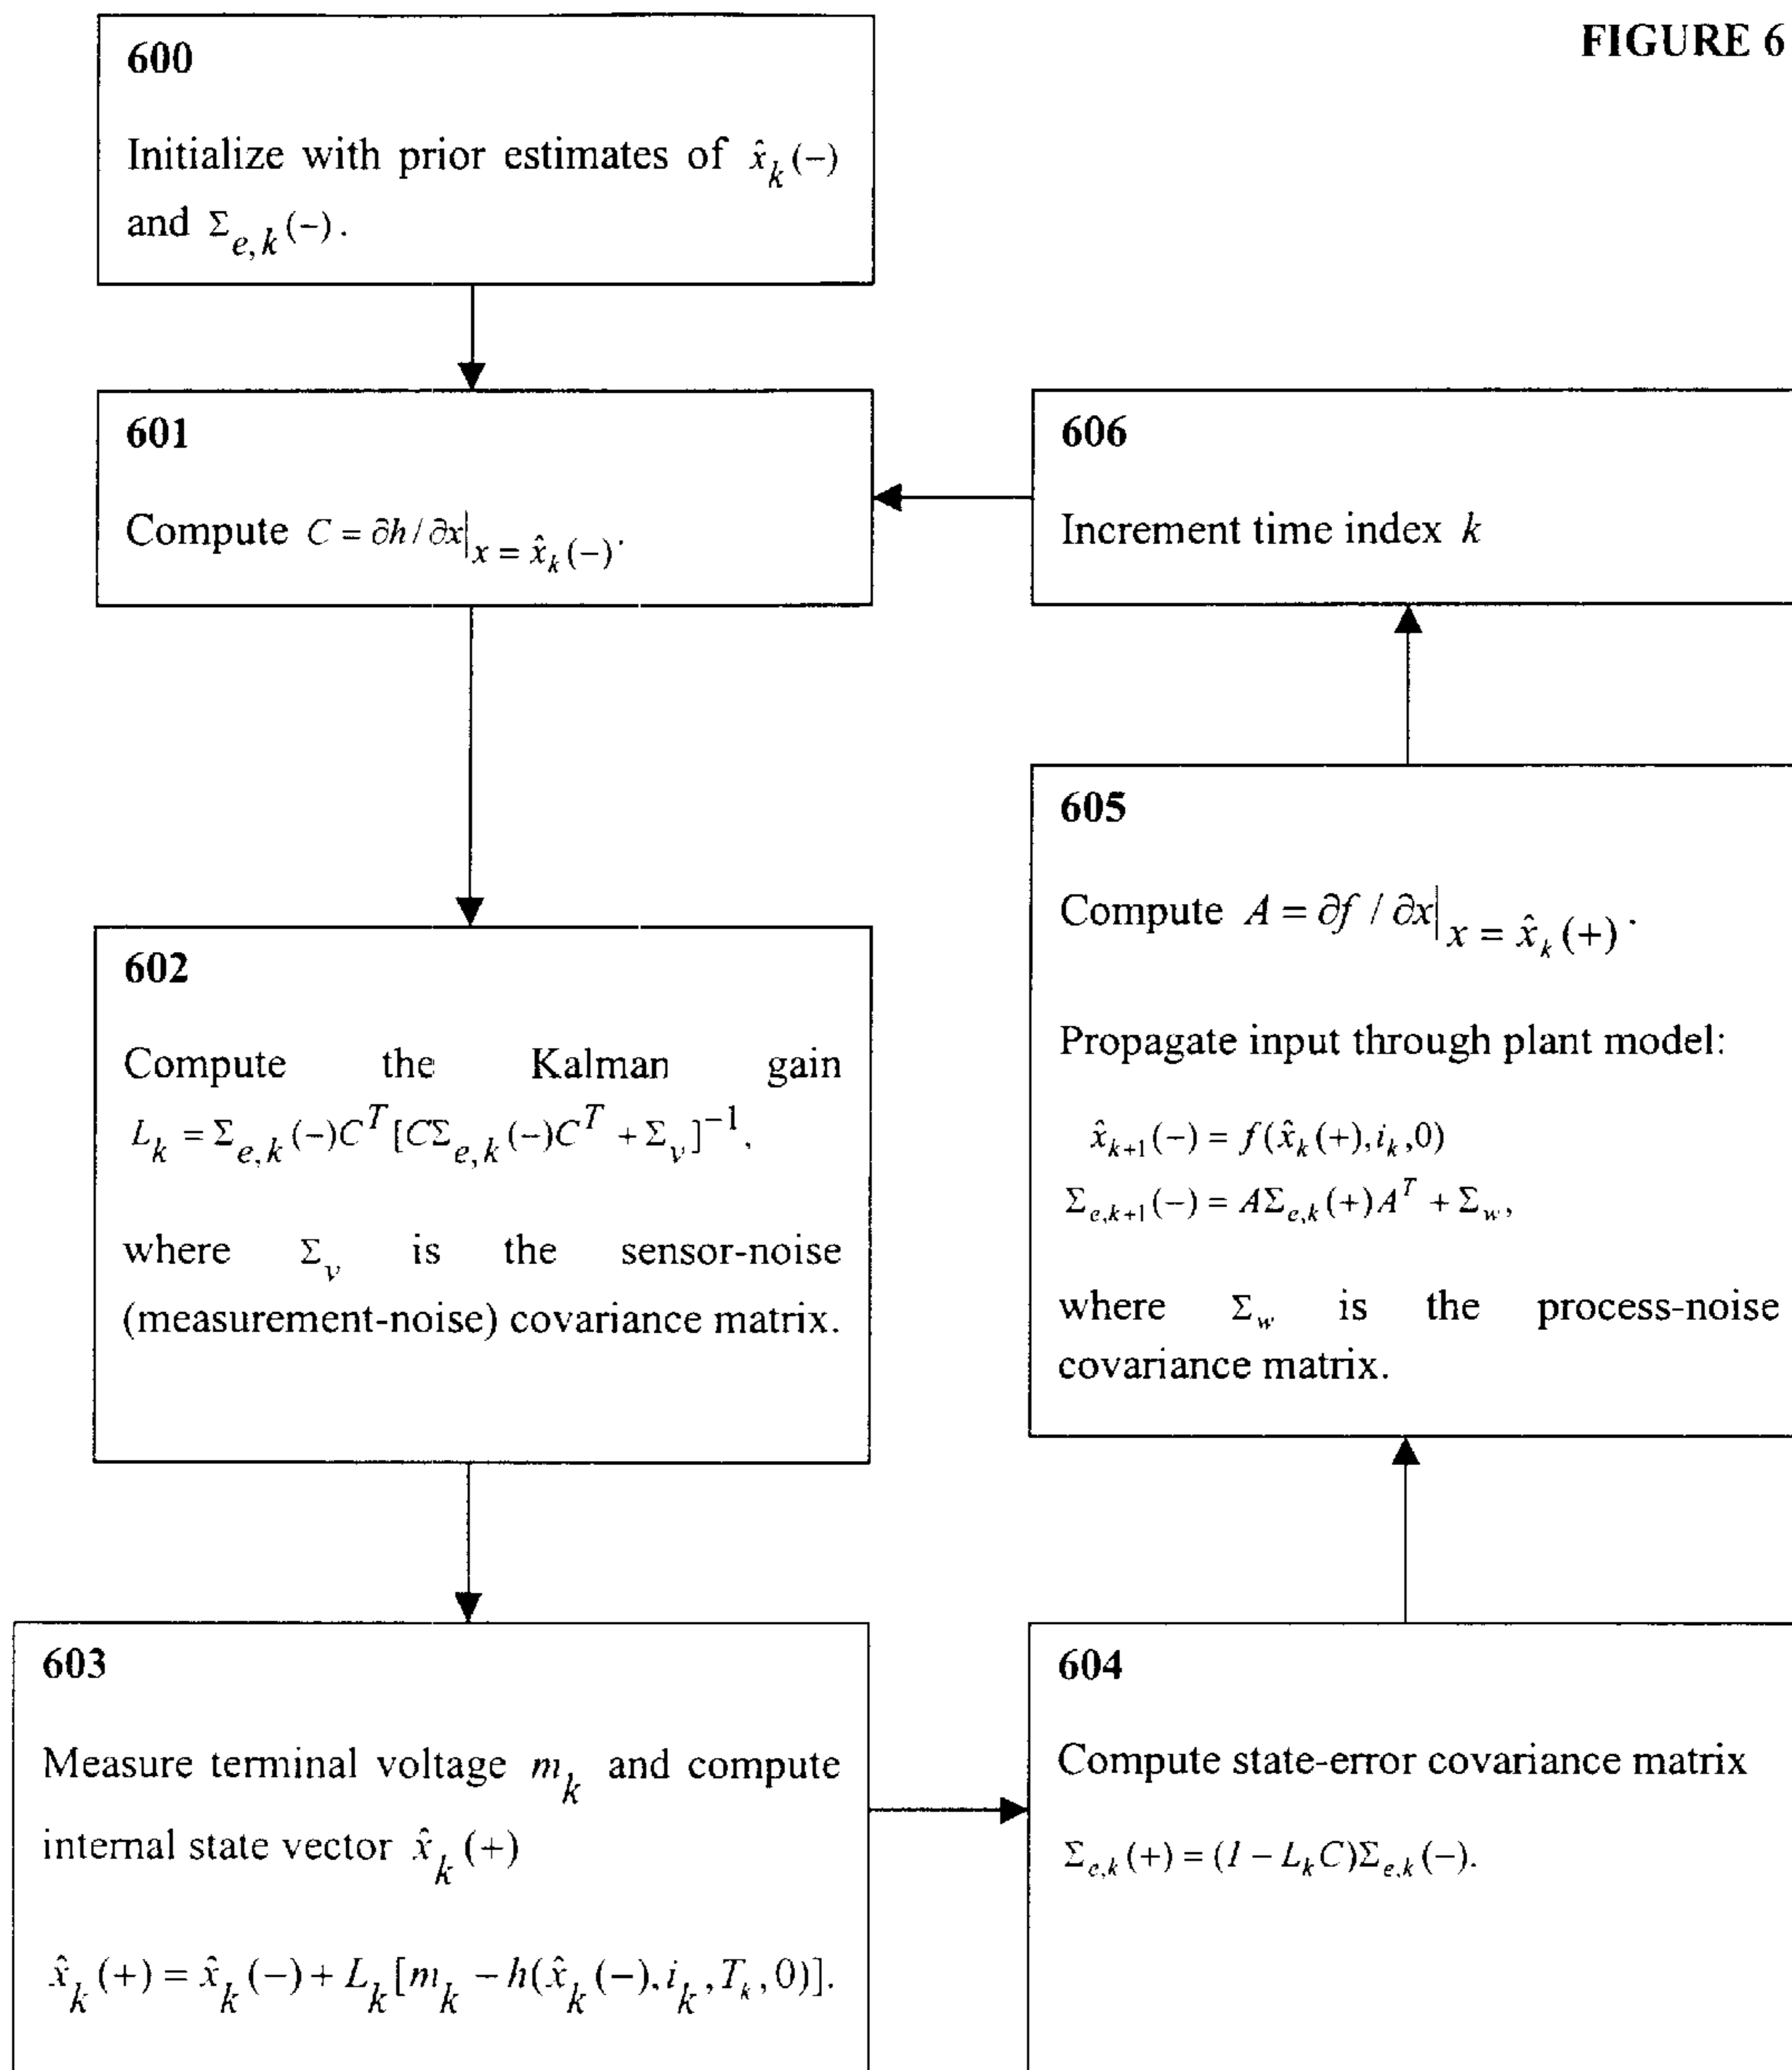 FIGURE 6
600
Initialize with prior estimates of x̂_k(−)
and Σ_{e,k}(−).
601
Compute C = ∂h/∂x|_{x = x̂_k(−)}.
606
Increment time index k
602
Compute the Kalman gain
L_k = Σ_{e,k}(−)C^T[CΣ_{e,k}(−)C^T + Σ_v]^{−1},
where Σ_v is the sensor-noise
(measurement-noise) covariance matrix.
605
Compute A = ∂f / ∂x|_{x = x̂_k(+)}.
Propagate input through plant model:
x̂_{k+1}(−) = f(x̂_k(+),i_k,0)
Σ_{e,k+1}(−) = AΣ_{e,k}(+)A^T + Σ_w,
where Σ_w is the process-noise
covariance matrix.
603
Measure terminal voltage m_k and compute
internal state vector x̂_k(+)
x̂_k(+) = x̂_k(−) + L_k[m_k − h(x̂_k(−),i_k,T_k,0)].
604
Compute state-error covariance matrix
Σ_{e,k}(+) = (I − L_kC)Σ_{e,k}(−).